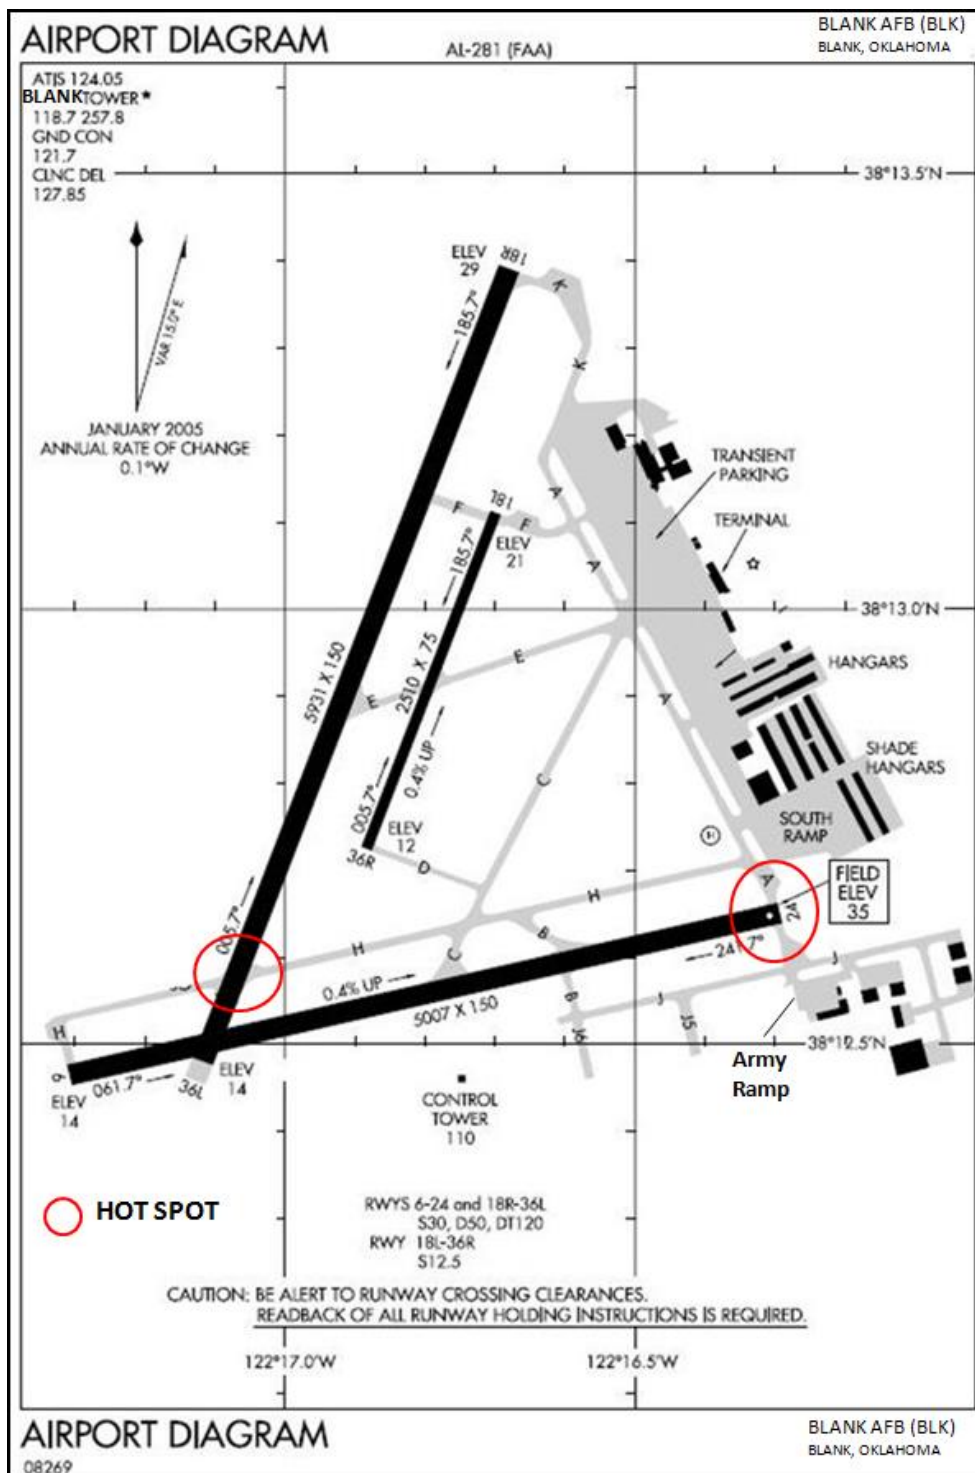 AIRPORT DIAGRAM
AL-281 (FAA)
BLANK AFB (BLK)
BLANK, OKLAHOMA
ATIS 124.05
BLANK TOWER*
118.7 257.8
GND CON
121.7
CLNC DEL
127.85
38°13.5'N
VAR 15.0° E
JANUARY 2005
ANNUAL RATE OF CHANGE
0.1°W
ELEV
29
18R
185.7°
K
K
TRANSIENT
PARKING
A
F
18L
F
TERMINAL
ELEV
21
185.7°
A
38°13.0'N
5931 X 150
2510 X 75
E
E
HANGARS
A
0.4% UP
C
SHADE
HANGARS
005.7°
ELEV
12
36R
SOUTH
RAMP
H
D
A
FIELD
ELEV
35
005.7°
H
24
B
241.7°
H
C
J
0.4% UP
5007 X 150
B
J
J5
J6
H
38°12.5'N
6
061.7°
36L
ELEV
14
ELEV
14
Army
Ramp
CONTROL
TOWER
110
HOT SPOT
RWYS 6-24 and 18R-36L
S30, D50, DT120
RWY 18L-36R
S12.5
CAUTION: BE ALERT TO RUNWAY CROSSING CLEARANCES.
READBACK OF ALL RUNWAY HOLDING INSTRUCTIONS IS REQUIRED.
122°17.0'W
122°16.5'W
AIRPORT DIAGRAM
08269
BLANK AFB (BLK)
BLANK, OKLAHOMA